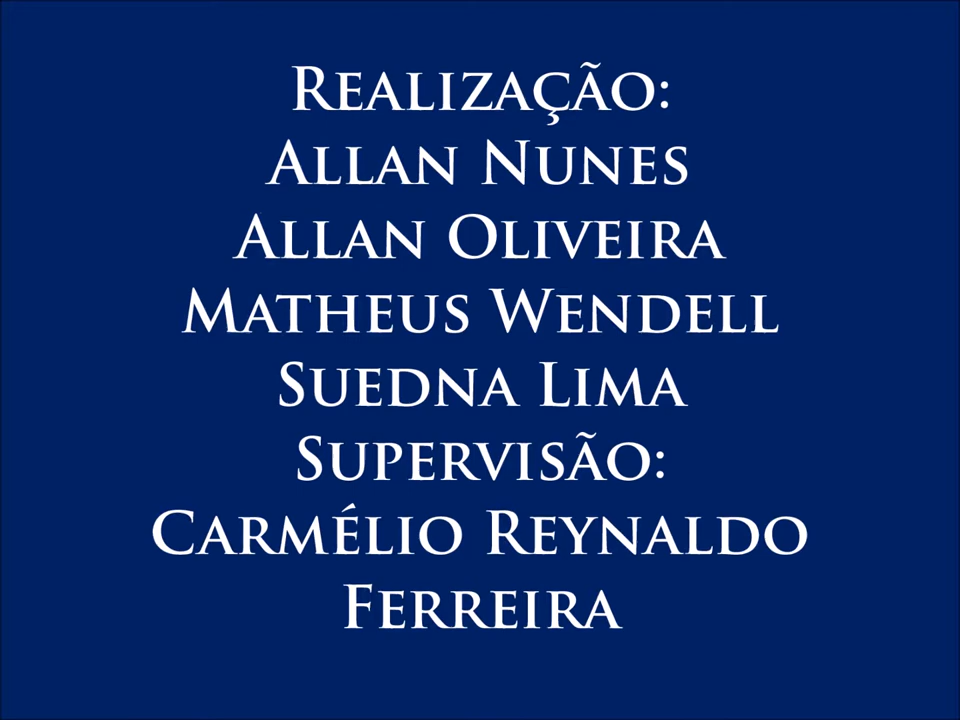 Realização:
Allan Nunes
Allan Oliveira
Matheus Wendell
Suedna Lima
Supervisão:
Carmélio Reynaldo
Ferreira